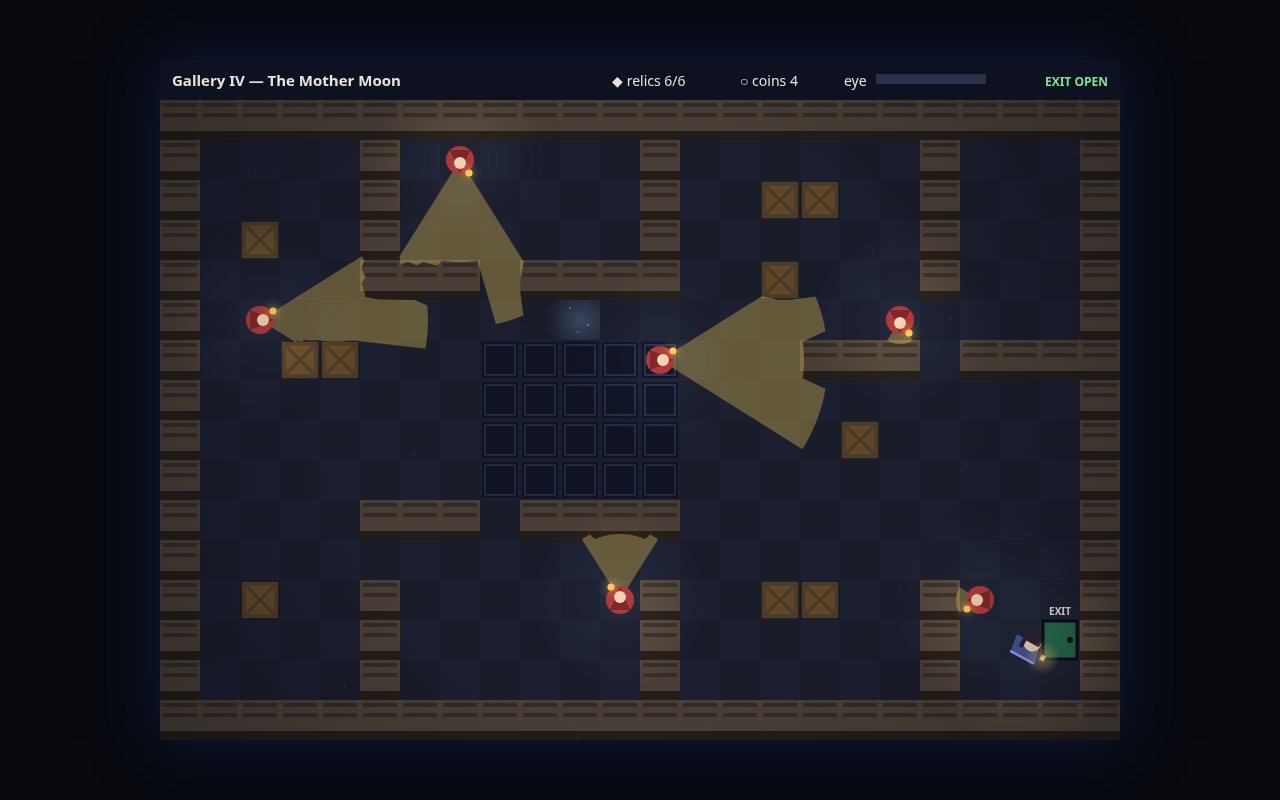 Gallery IV — The Mother Moon
◆ relics 6/6
○ coins 4
eye
EXIT OPEN
EXIT